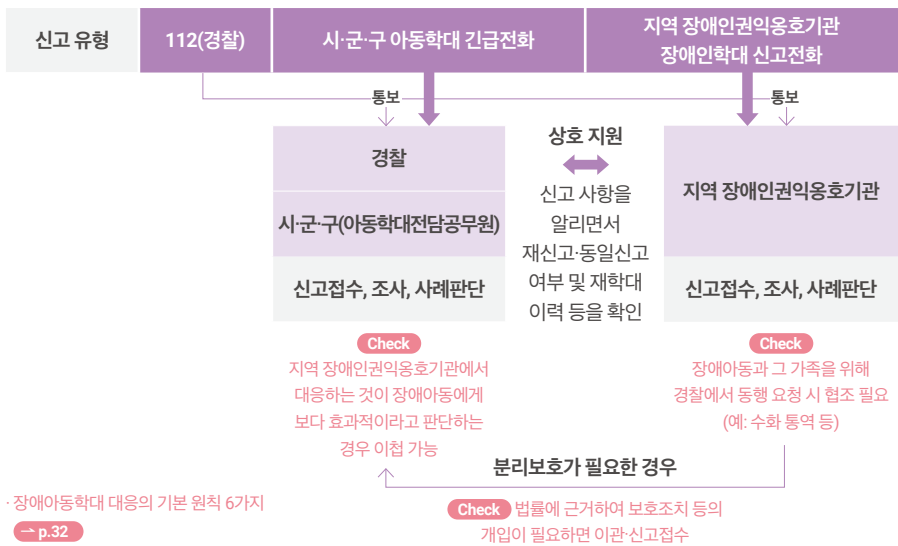 신고 유형
112(경찰)
시·군·구 아동학대 긴급전화
지역 장애인권익옹호기관
장애인학대 신고전화
통보
통보
경찰
시·군·구(아동학대전담공무원)
신고접수, 조사, 사례판단
상호 지원
신고 사항을
알리면서
재신고·동일신고
여부 및 재학대
이력 등을 확인
지역 장애인권익옹호기관
신고접수, 조사, 사례판단
Check
지역 장애인권익옹호기관에서
대응하는 것이 장애아동에게
보다 효과적이라고 판단하는
경우 이첩 가능
Check
장애아동과 그 가족을 위해
경찰에서 동행 요청 시 협조 필요
(예: 수화 통역 등)
분리보호가 필요한 경우
Check 법률에 근거하여 보호조치 등의
개입이 필요하면 이관·신고접수
· 장애아동학대 대응의 기본 원칙 6가지
→ p.32